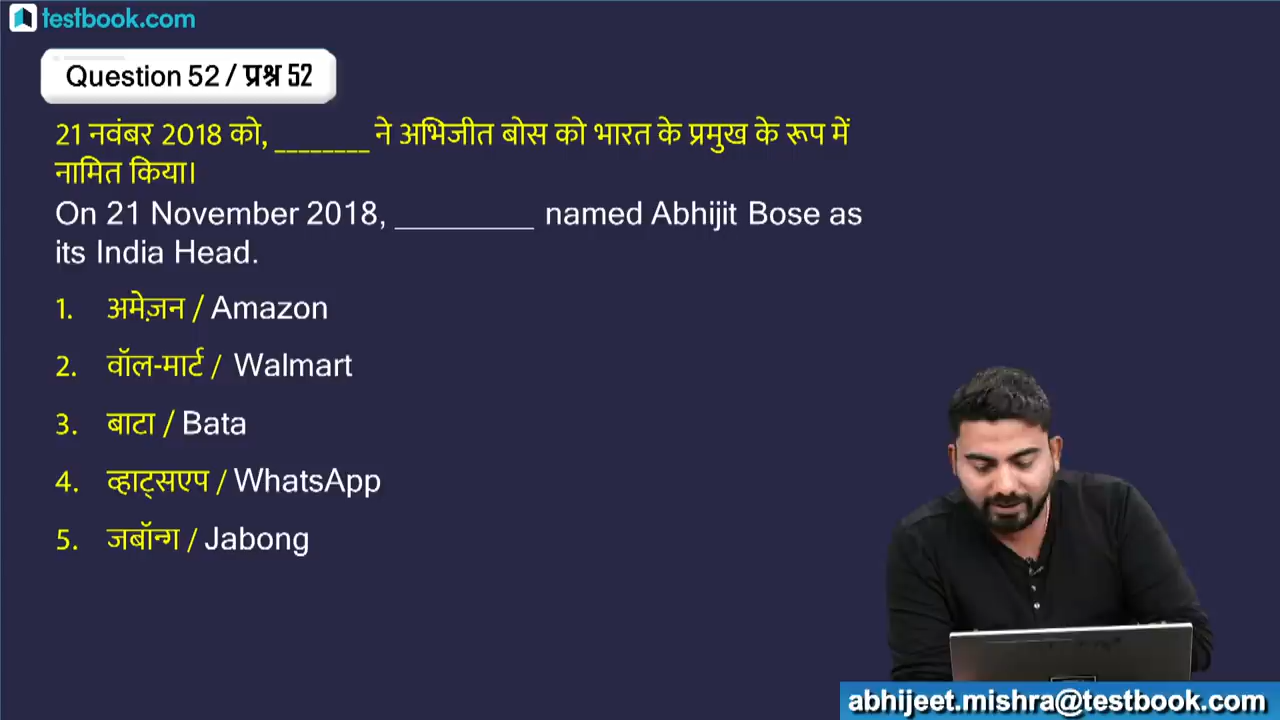 testbook.com
Question 52 / प्रश्न 52
21 नवंबर 2018 को, ________ ने अभिजीत बोस को भारत के प्रमुख के रूप में
नामित किया।
On 21 November 2018, ________ named Abhijit Bose as
its India Head.
1. अमेज़न / Amazon
2. वॉल-मार्ट / Walmart
3. बाटा / Bata
4. व्हाट्सएप / WhatsApp
5. जबॉन्ग / Jabong
abhijeet.mishra@testbook.com